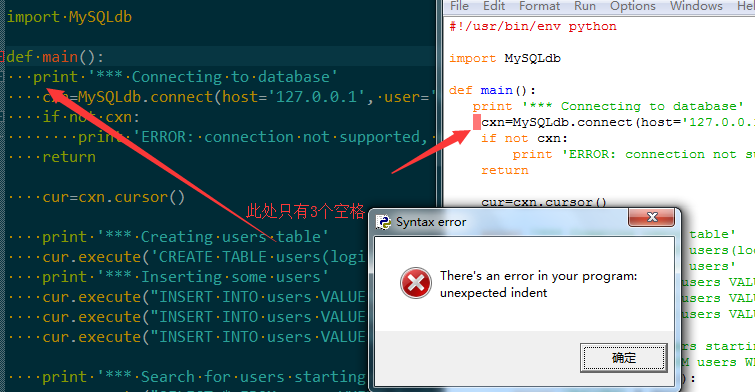 import MySQLdb
def main():
print '*** Connecting to database'
cxn=MySQLdb.connect(host='127.0.0.1', user='
if not cxn:
print 'ERROR: connection not supported,
return
cur=cxn.cursor()
print '*** Creating users table'
cur.execute('CREATE TABLE users(logi
print '*** Inserting some users'
cur.execute("INSERT INTO users VALUE
cur.execute("INSERT INTO users VALUE
cur.execute("INSERT INTO users VALUE
print '*** Search for users starting
此处只有3个空格
File Edit Format Run Options Windows Help
#!/usr/bin/env python
import MySQLdb
def main():
print '*** Connecting to database'
cxn=MySQLdb.connect(host='127.0.0.1
if not cxn:
print 'ERROR: connection not su
return
cur=cxn.cursor()
table'
users(log
users'
users VALU
users VALU
users VALU
rs startin
M users W
Syntax error
There's an error in your program:
unexpected indent
确定